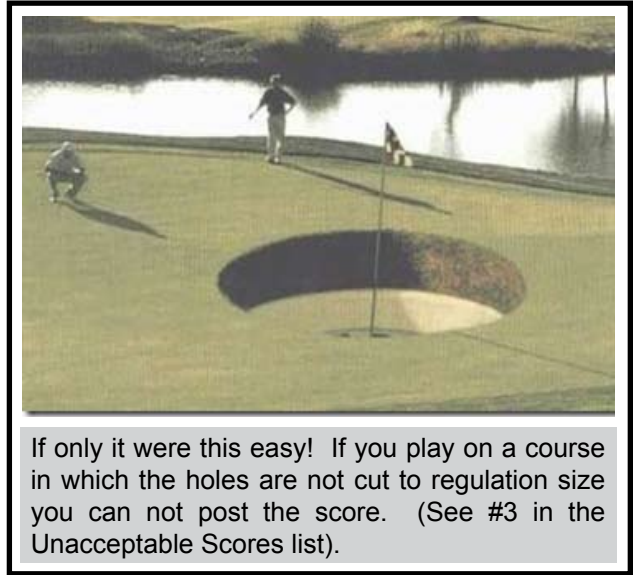 If only it were this easy! If you play on a course
in which the holes are not cut to regulation size
you can not post the score. (See #3 in the
Unacceptable Scores list).